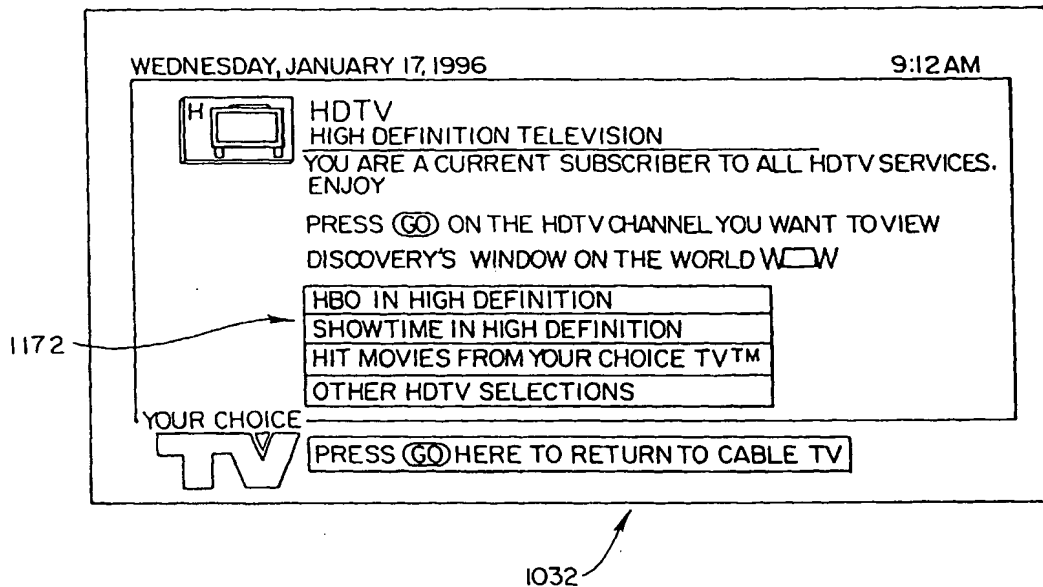 WEDNESDAY, JANUARY 17, 1996 9:12 AM
H
HDTV
HIGH DEFINITION TELEVISION
YOU ARE A CURRENT SUBSCRIBER TO ALL HDTV SERVICES.
ENJOY
PRESS GO ON THE HDTV CHANNEL YOU WANT TO VIEW
DISCOVERY'S WINDOW ON THE WORLD W W
HBO IN HIGH DEFINITION
SHOWTIME IN HIGH DEFINITION
1172
HIT MOVIES FROM YOUR CHOICE TV™
OTHER HDTV SELECTIONS
YOUR CHOICE
TV
PRESS GO HERE TO RETURN TO CABLE TV
1032